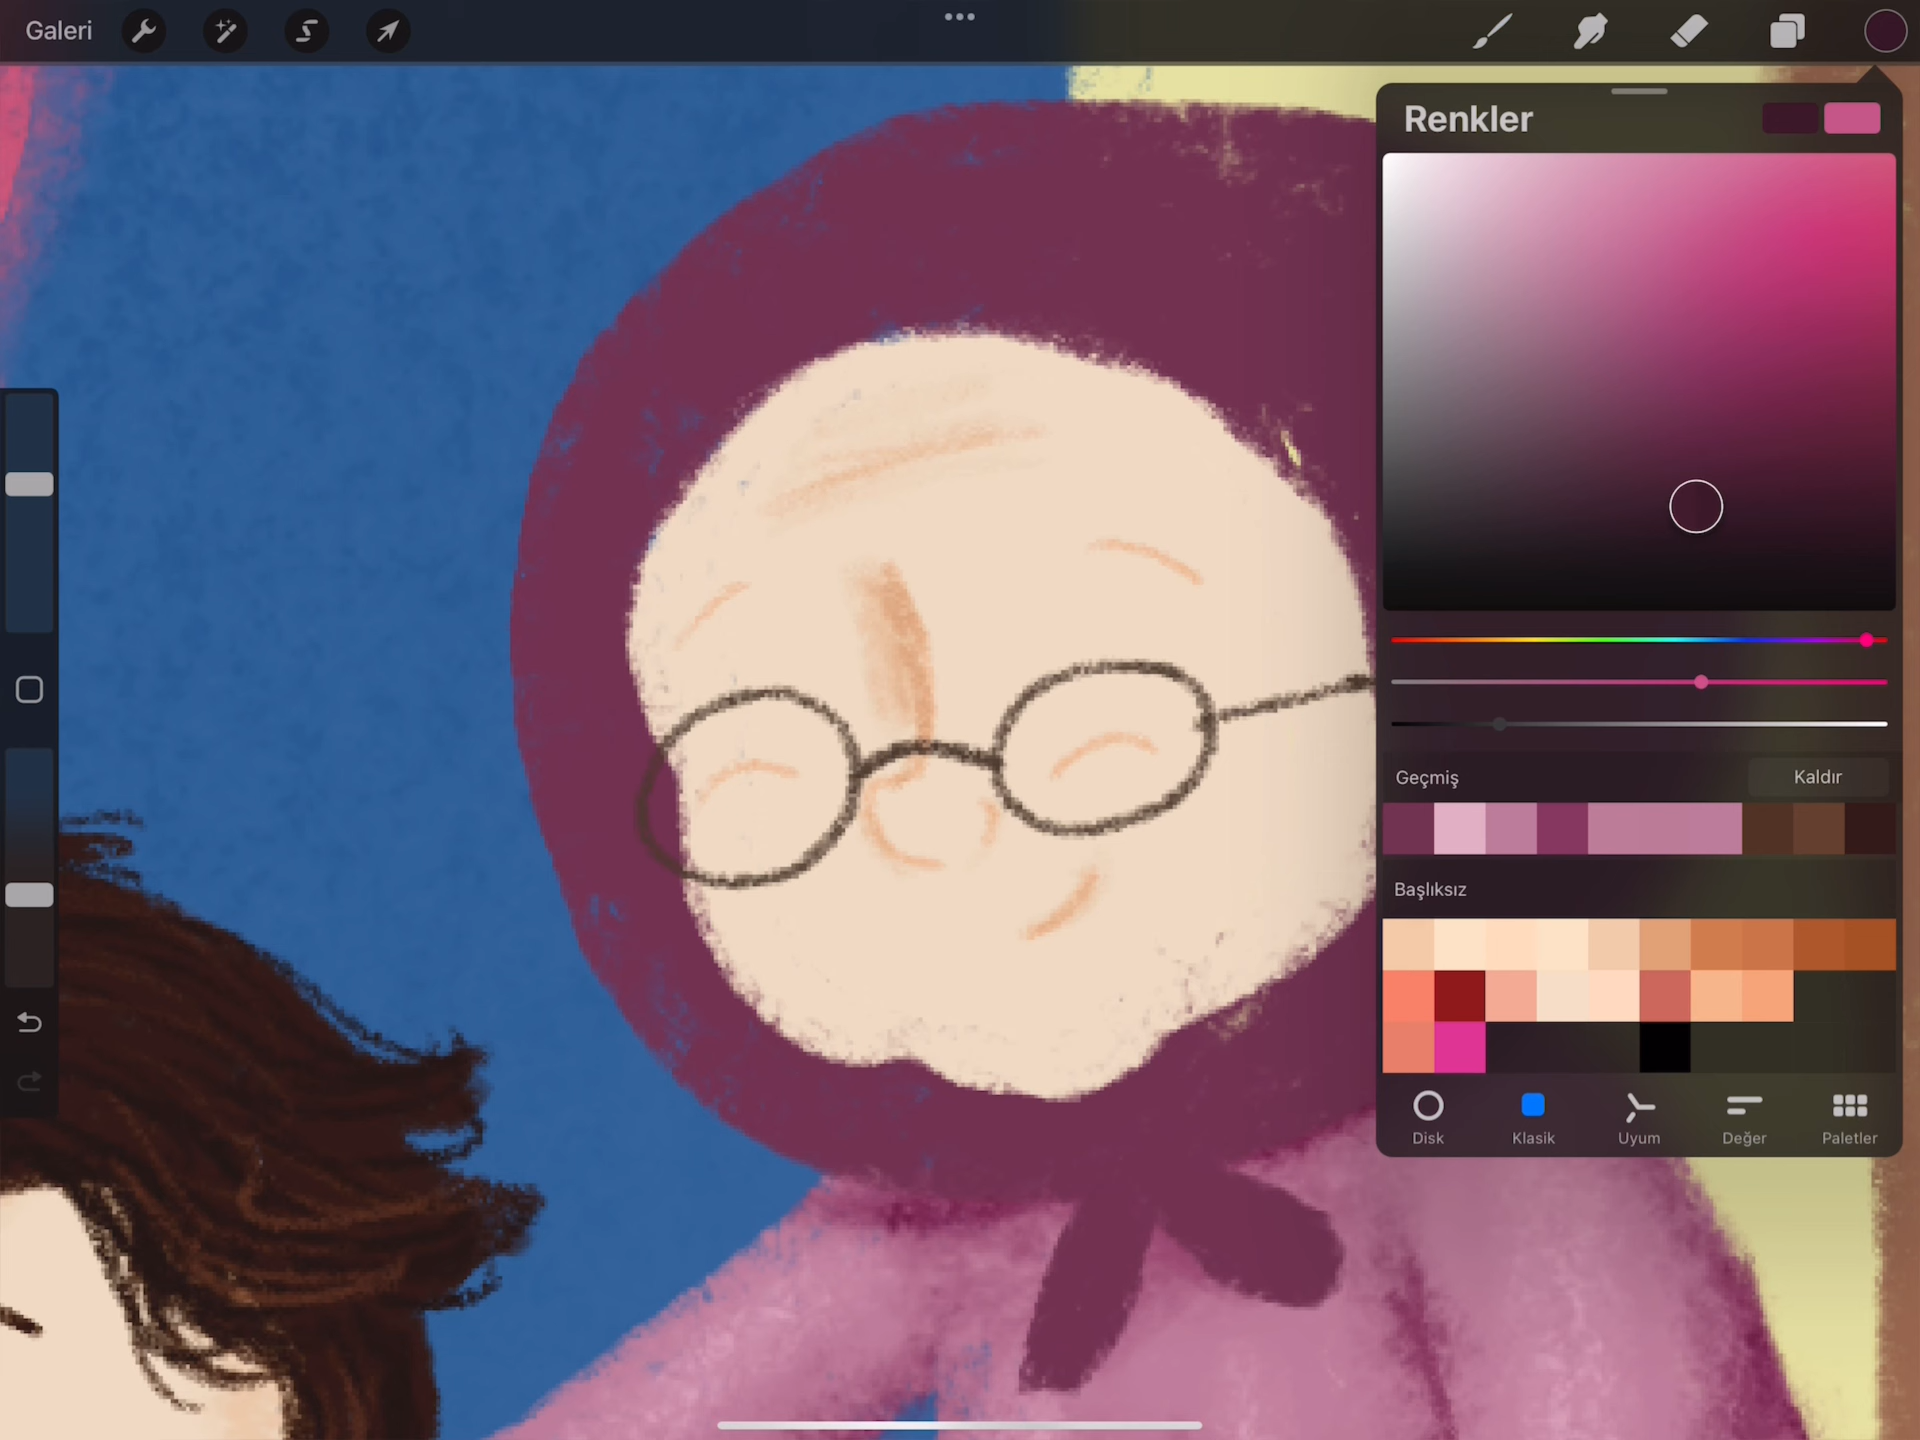 Galeri
Renkler
Geçmiş
Kaldır
Başlıksız
Disk
Klasik
Uyum
Değer
Paletler